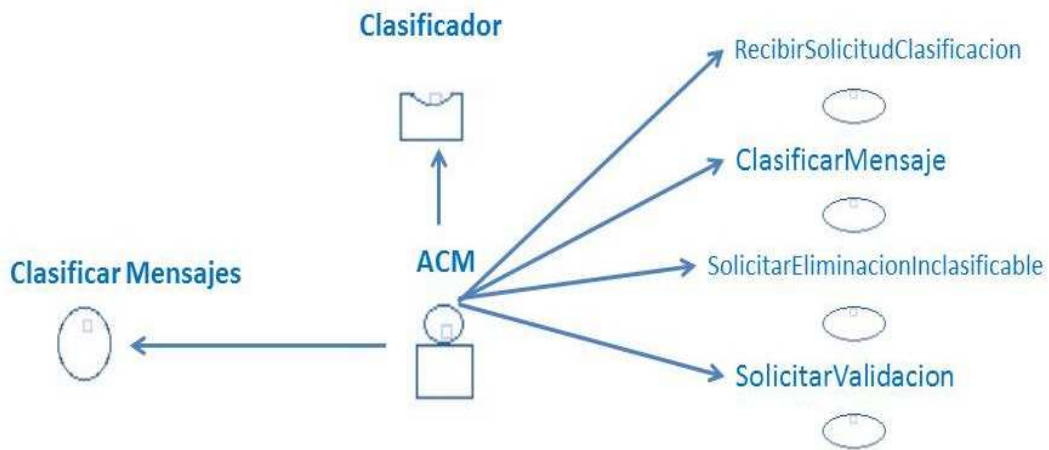 Clasificador
RecibirSolicitudClasificacion
ClasificarMensaje
ACM
SolicitarEliminacionInclasificable
Clasificar Mensajes
SolicitarValidacion